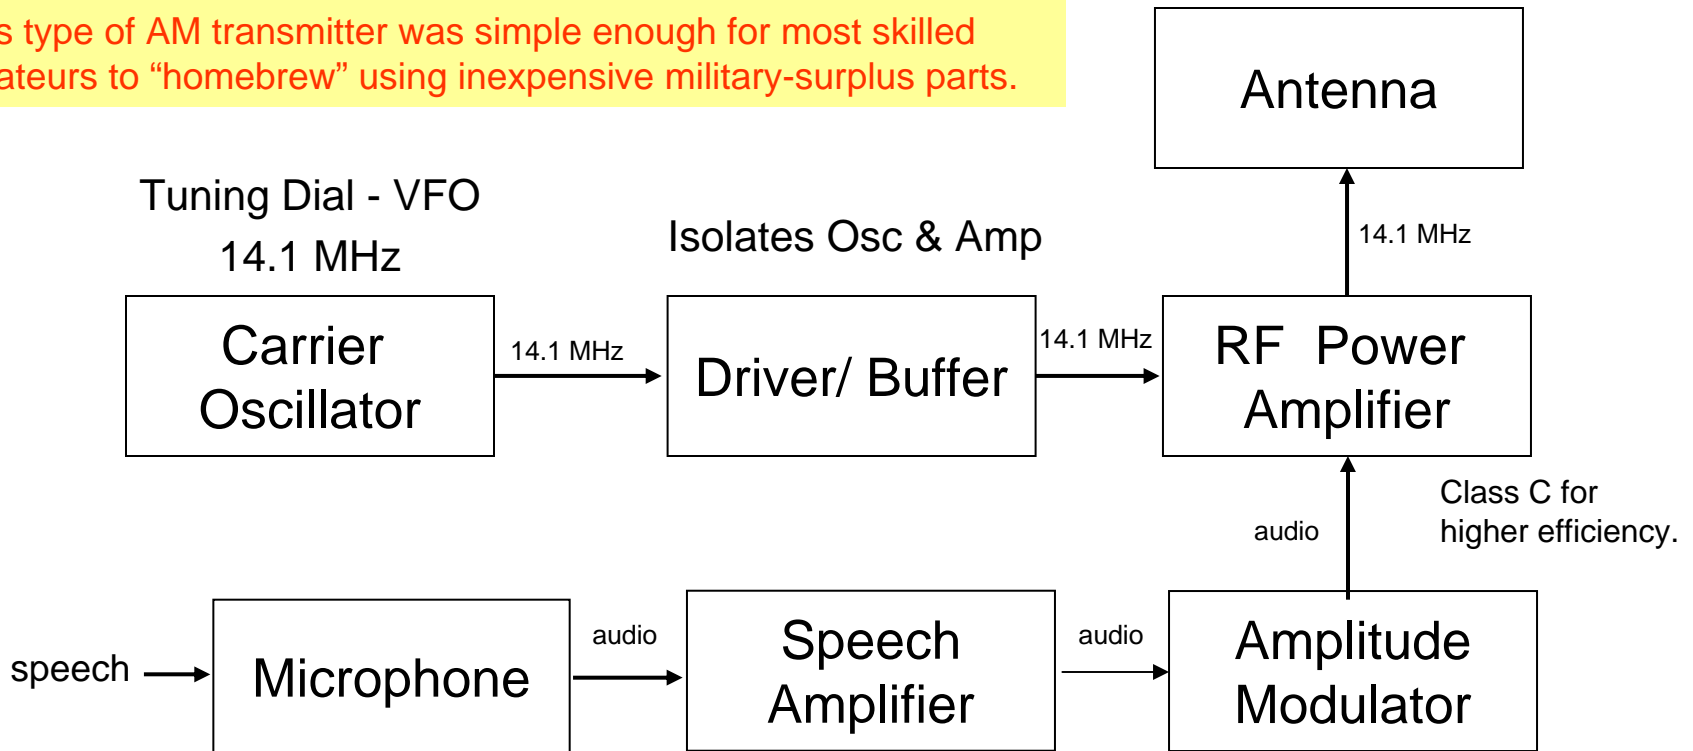 s type of AM transmitter was simple enough for most skilled
ateurs to “homebrew” using inexpensive military-surplus parts.
Antenna
Tuning Dial - VFO
14.1 MHz
Isolates Osc & Amp
14.1 MHz
Carrier
Oscillator
14.1 MHz
Driver/ Buffer
14.1 MHz
RF Power
Amplifier
Class C for
higher efficiency.
audio
speech
Microphone
audio
Speech
Amplifier
audio
Amplitude
Modulator